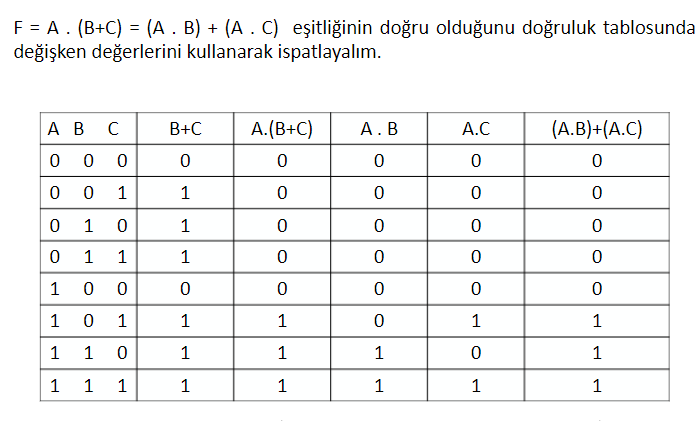 F = A . (B+C) = (A . B) + (A . C) eşitliğinin doğru olduğunu doğruluk tablosunda
değişken değerlerini kullanarak ispatlayalım.
A B C B+C A.(B+C) A . B A.C (A.B)+(A.C)
0 0 0 0 0 0 0 0
0 0 1 1 0 0 0 0
0 1 0 1 0 0 0 0
0 1 1 1 0 0 0 0
1 0 0 0 0 0 0 0
1 0 1 1 1 0 1 1
1 1 0 1 1 1 0 1
1 1 1 1 1 1 1 1